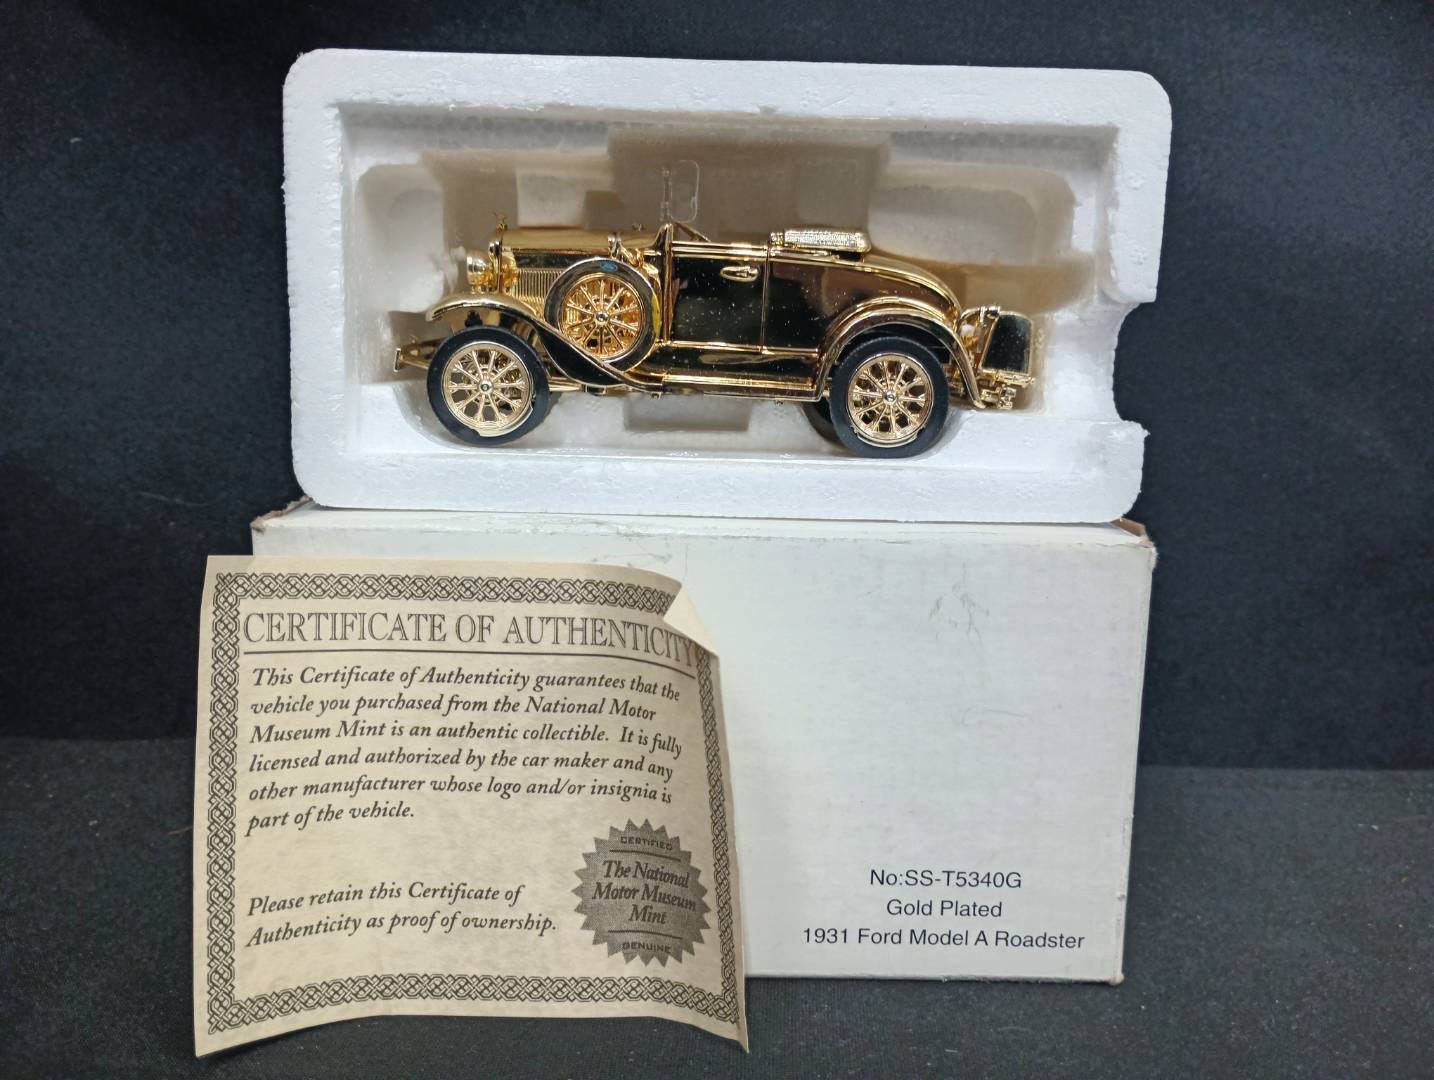 CERTIFICATE OF AUTHENTICITY
This Certificate of Authenticity guarantees that the
vehicle you purchased from the National Motor
Museum Mint is an authentic collectible. It is fully
licensed and authorized by the car maker and any
other manufacturer whose logo and/or insignia is
part of the vehicle.
Please retain this Certificate of
Authenticity as proof of ownership.
CERTIFIED
The National
Motor Museum
Mint
GENUINE
No:SS-T5340G
Gold Plated
1931 Ford Model A Roadster